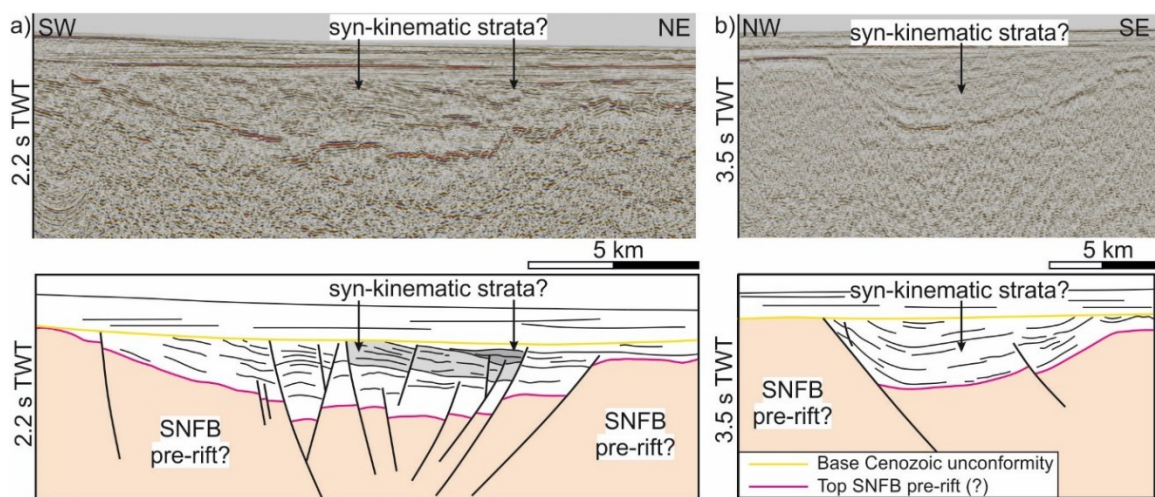 a)
SW
syn-kinematic strata?
NE
2.2 s TWT
b)
NW
syn-kinematic strata?
SE
3.5 s TWT
5 km
5 km
syn-kinematic strata?
2.2 s TWT
SNFB
pre-rift?
SNFB
pre-rift?
syn-kinematic strata?
3.5 s TWT
SNFB
pre-rift?
Base Cenozoic unconformity
Top SNFB pre-rift (?)